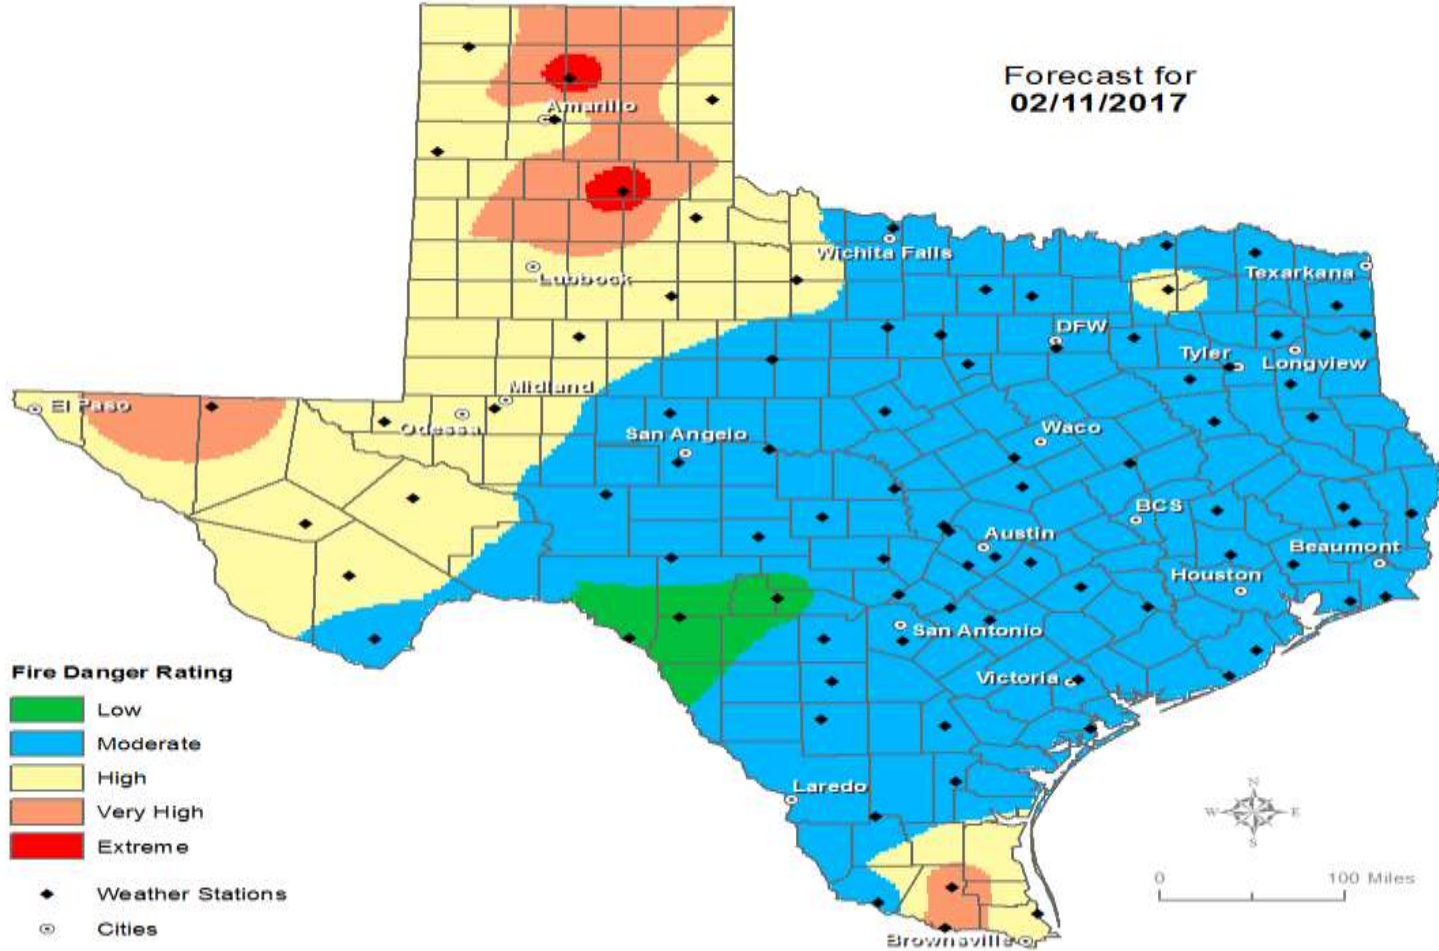 Forecast for
02/11/2017
Amarillo
Wichita Falls
Texarkana
Lubbock
DFW
Tyler
Longview
Midland
El Paso
Odessa
San Angelo
Waco
BCS
Austin
Beaumont
Houston
San Antonio
Victoria
Laredo
Brownsville
Fire Danger Rating
Low
Moderate
High
Very High
Extreme
Weather Stations
Cities
N
W E
S
0 100 Miles